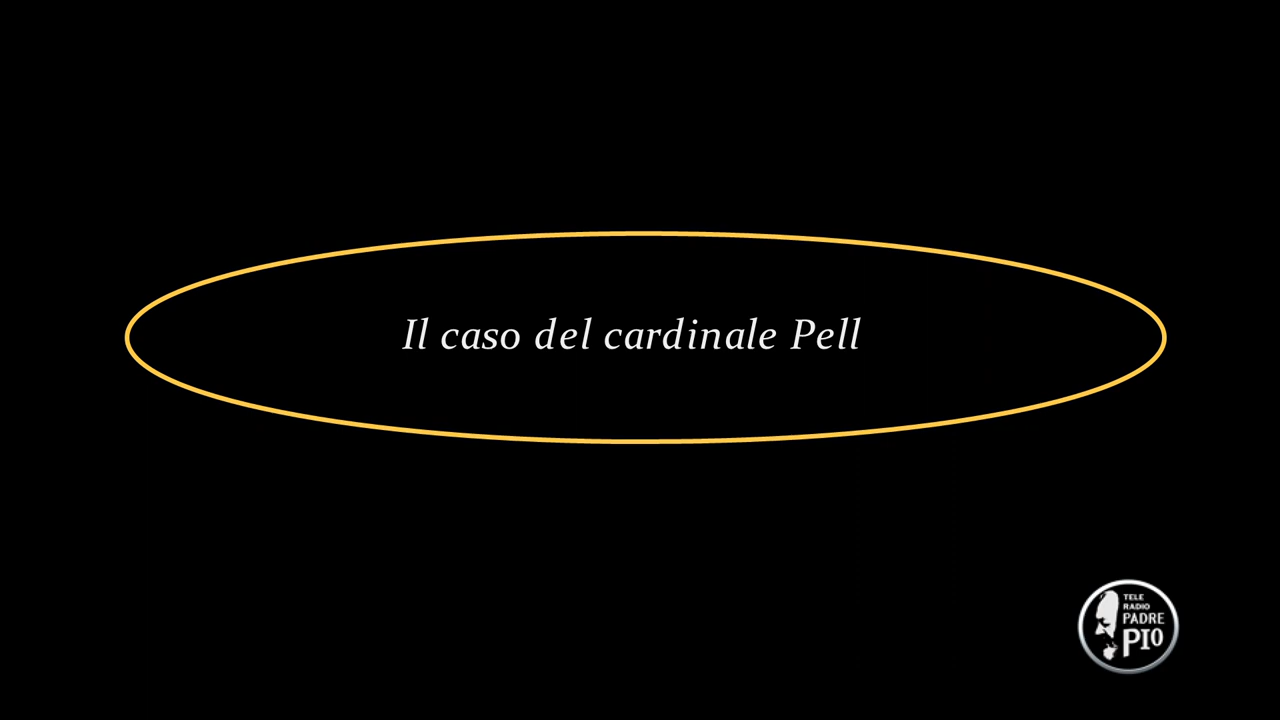 Il caso del cardinale Pell
TELE
RADIO
PADRE
PIO